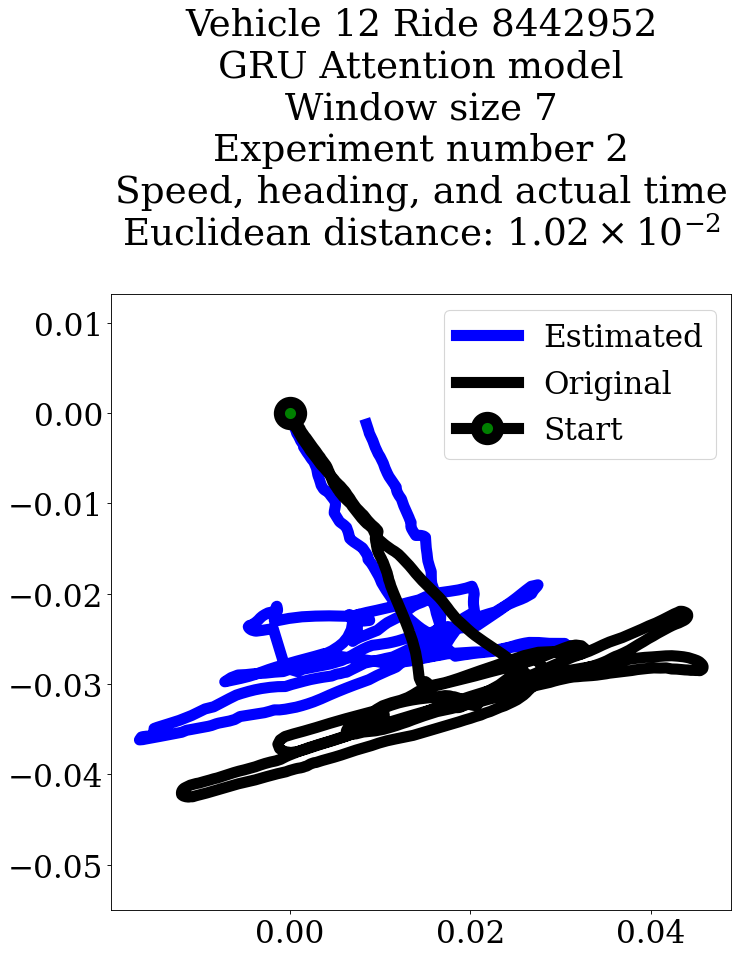 Vehicle 12 Ride 8442952
GRU Attention model
Window size 7
Experiment number 2
Speed, heading, and actual time
Euclidean distance: 1.02 × 10⁻²
Estimated
Original
Start
0.01
0.00
−0.01
−0.02
−0.03
−0.04
−0.05
0.00
0.02
0.04